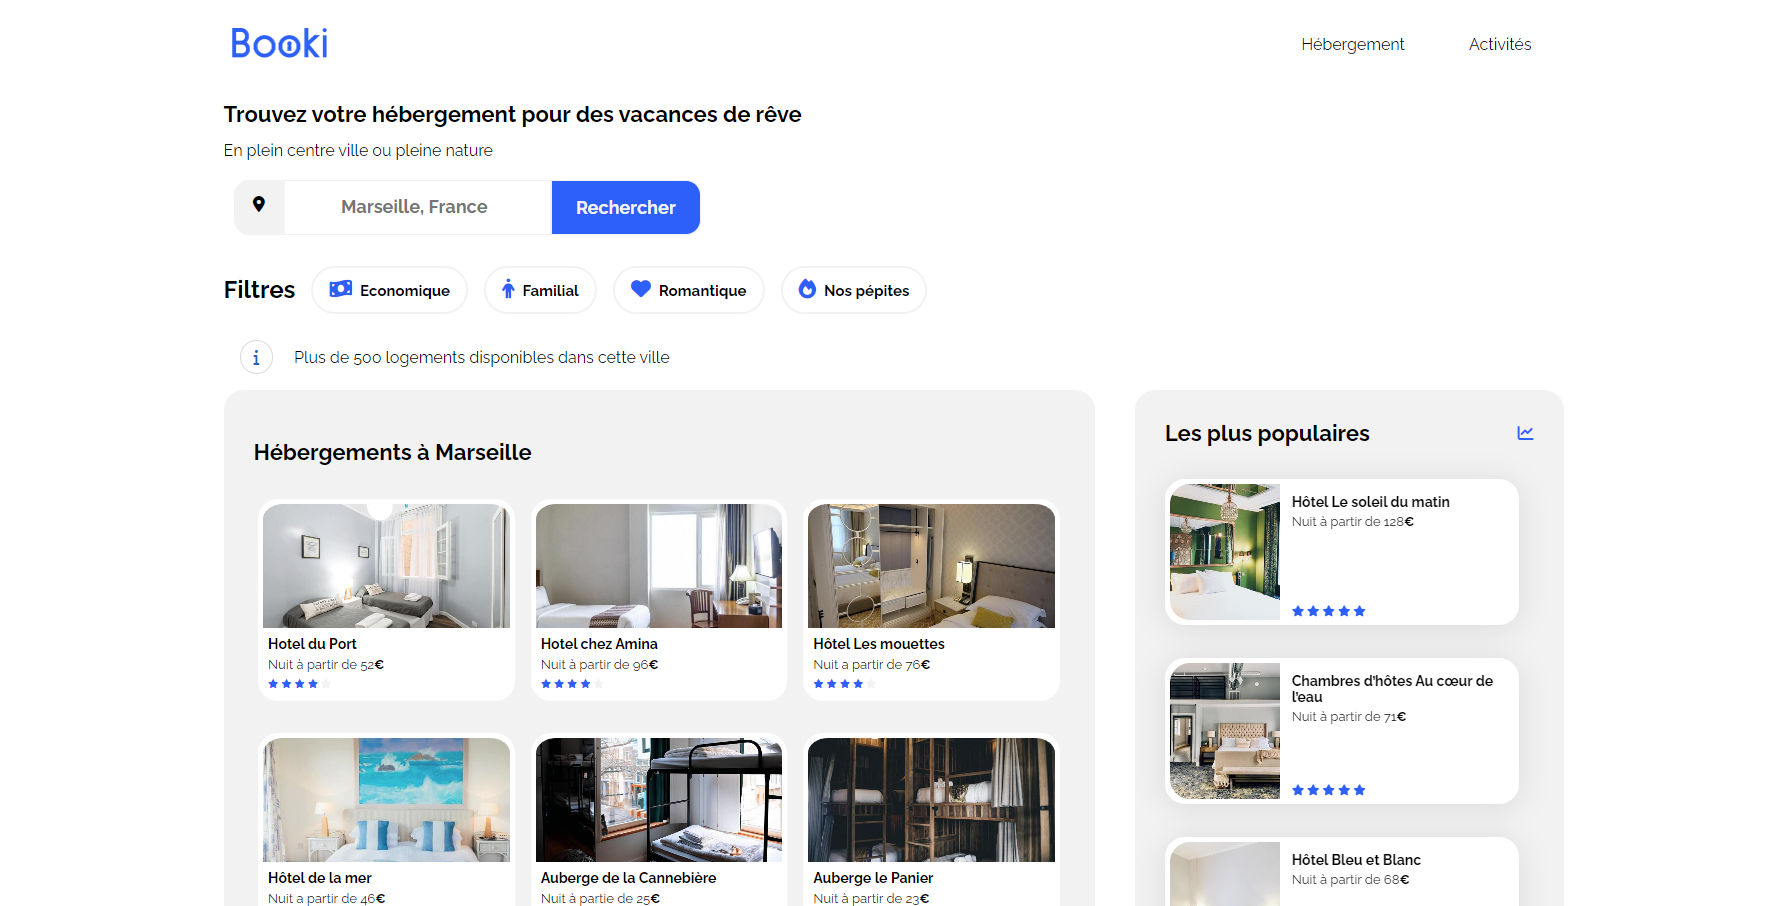 Booki
Hébergement
Activités
Trouvez votre hébergement pour des vacances de rêve
En plein centre ville ou pleine nature
Marseille, France
Rechercher
Filtres
Economique
Familial
Romantique
Nos pépites
Plus de 500 logements disponibles dans cette ville
Hébergements à Marseille
Hotel du Port
Nuit à partir de 52€
Hotel chez Amina
Nuit à partir de 96€
Hôtel Les mouettes
Nuit a partir de 76€
Hôtel de la mer
Nuit a partir de 46€
Auberge de la Cannebière
Nuit à partie de 25€
Auberge le Panier
Nuit à partir de 23€
Les plus populaires
Hôtel Le soleil du matin
Nuit à partir de 128€
Chambres d'hôtes Au cœur de
l'eau
Nuit à partir de 71€
Hôtel Bleu et Blanc
Nuit à partir de 68€